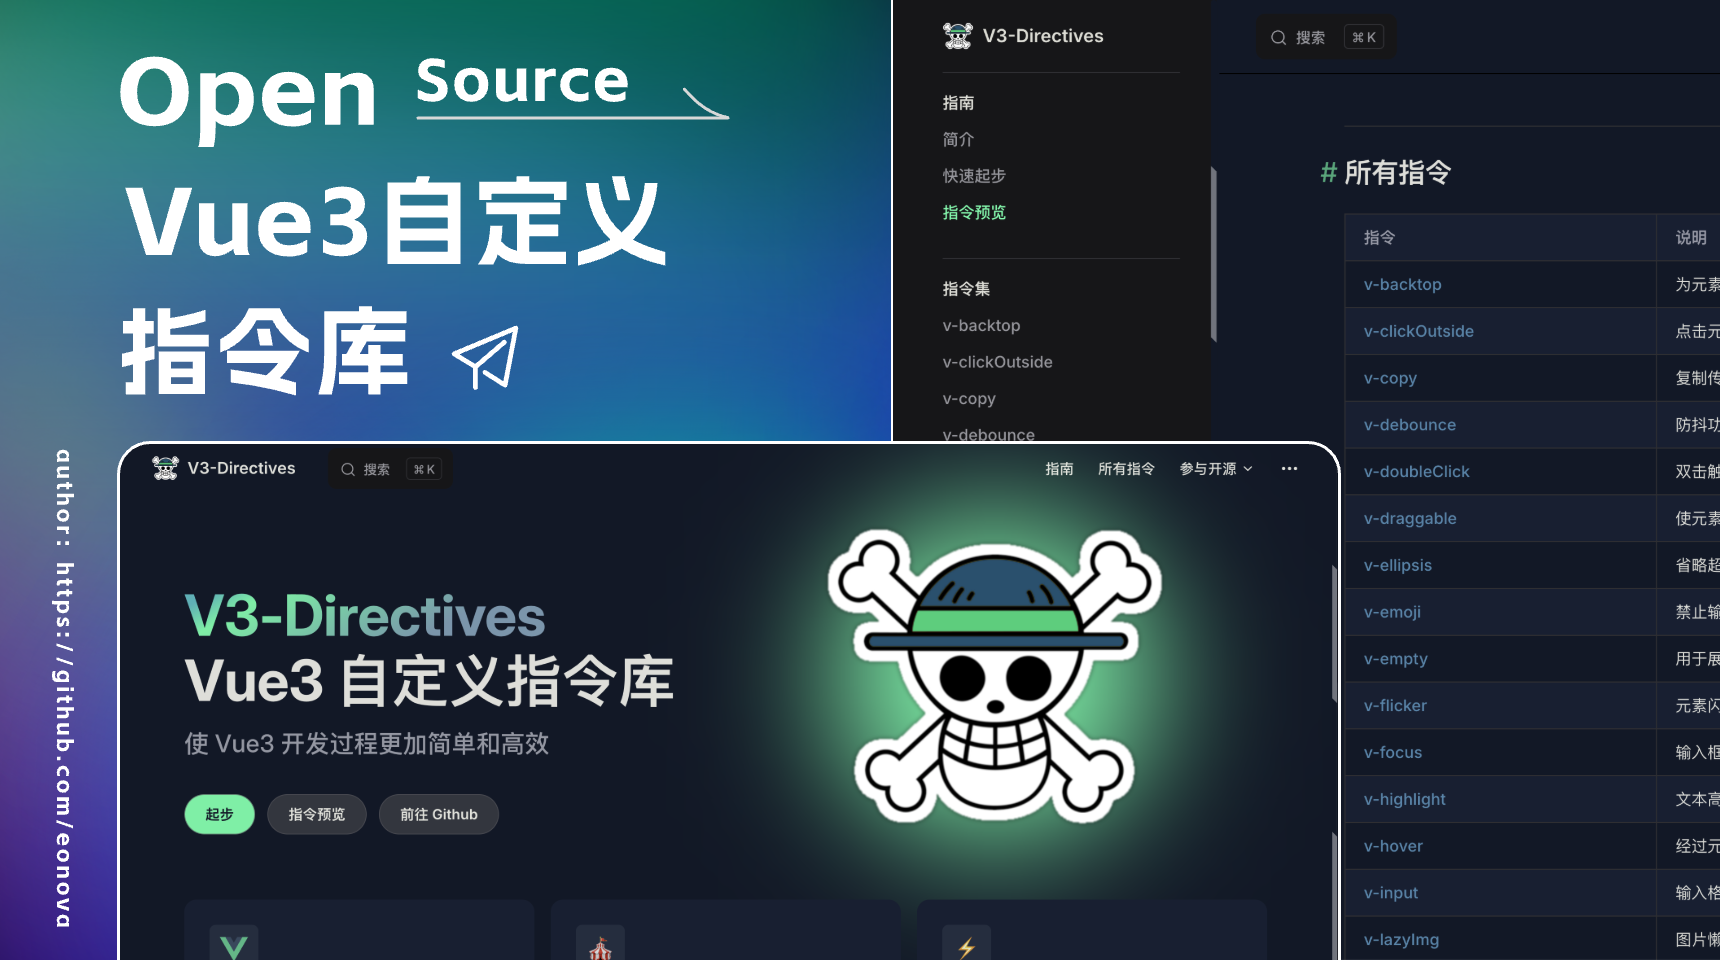 Open Source
Vue3自定义
指令库
author: https://github.com/eonova
V3-Directives
指南
简介
快速起步
指令预览
指令集
v-backtop
v-clickOutside
v-copy
v-debounce
搜索 ⌘ K
# 所有指令
指令 说明
v-backtop 为元素
v-clickOutside 点击元
v-copy 复制传
v-debounce 防抖功
v-doubleClick 双击触
v-draggable 使元素
v-ellipsis 省略超
v-emoji 禁止输
v-empty 用于展
v-flicker 元素闪
v-focus 输入框
v-highlight 文本高
v-hover 经过元
v-input 输入格
v-lazyImg 图片懒
V3-Directives 搜索 ⌘ K 指南 所有指令 参与开源
V3-Directives
Vue3 自定义指令库
使 Vue3 开发过程更加简单和高效
起步 指令预览 前往 Github